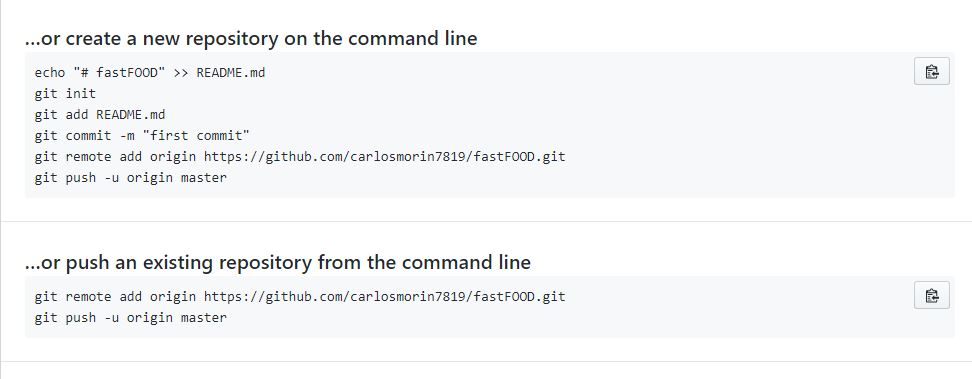 ...or create a new repository on the command line
echo "# fastFOOD" >> README.md
git init
git add README.md
git commit -m "first commit"
git remote add origin https://github.com/carlosmorin7819/fastFOOD.git
git push -u origin master
...or push an existing repository from the command line
git remote add origin https://github.com/carlosmorin7819/fastFOOD.git
git push -u origin master